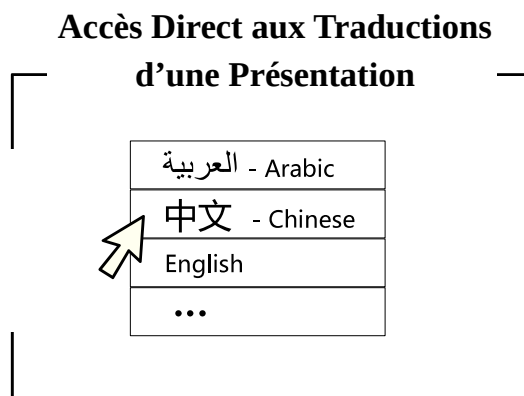 Accès Direct aux Traductions
d’une Présentation
العربية - Arabic
中文 - Chinese
English
...